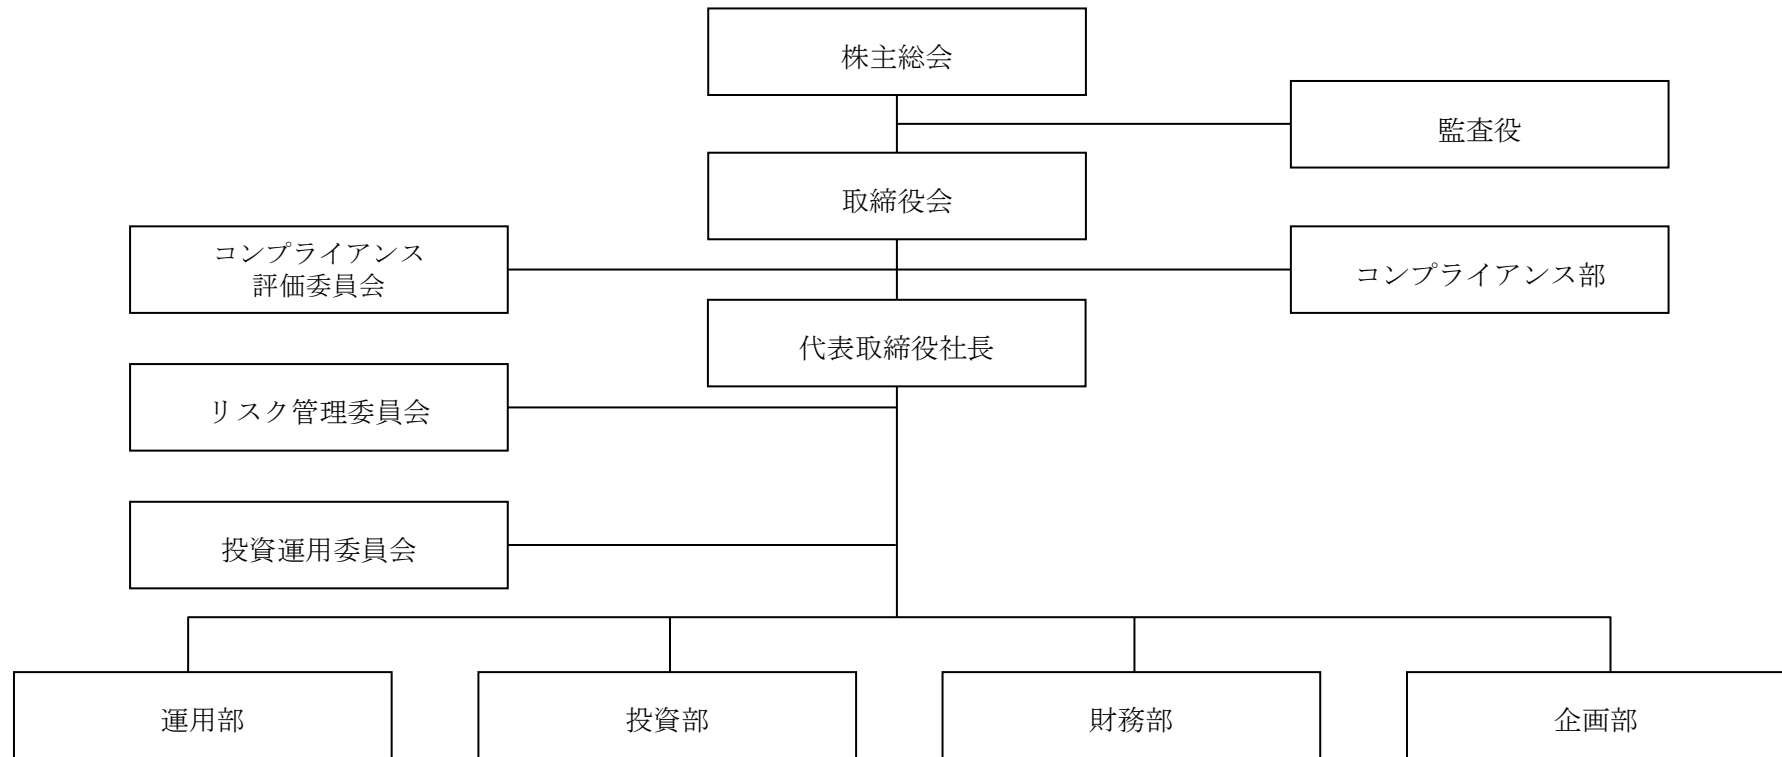 株主総会
監査役
取締役会
コンプライアンス
評価委員会
コンプライアンス部
代表取締役社長
リスク管理委員会
投資運用委員会
運用部
投資部
財務部
企画部